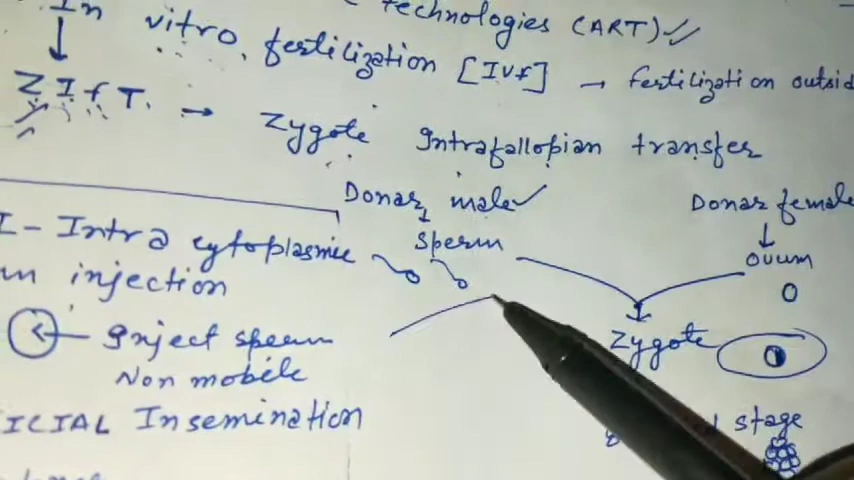 Technologies (ART)
In vitro fertilization [IVF] → fertilization outsid
ZIFT. → Zygote Intrafallopian transfer
Donar male Donar female
sperm ovum
I - Intra cytoplasmic
injection
Inject sperm
Non mobile
Zygote
ICIAL Insemination
stage